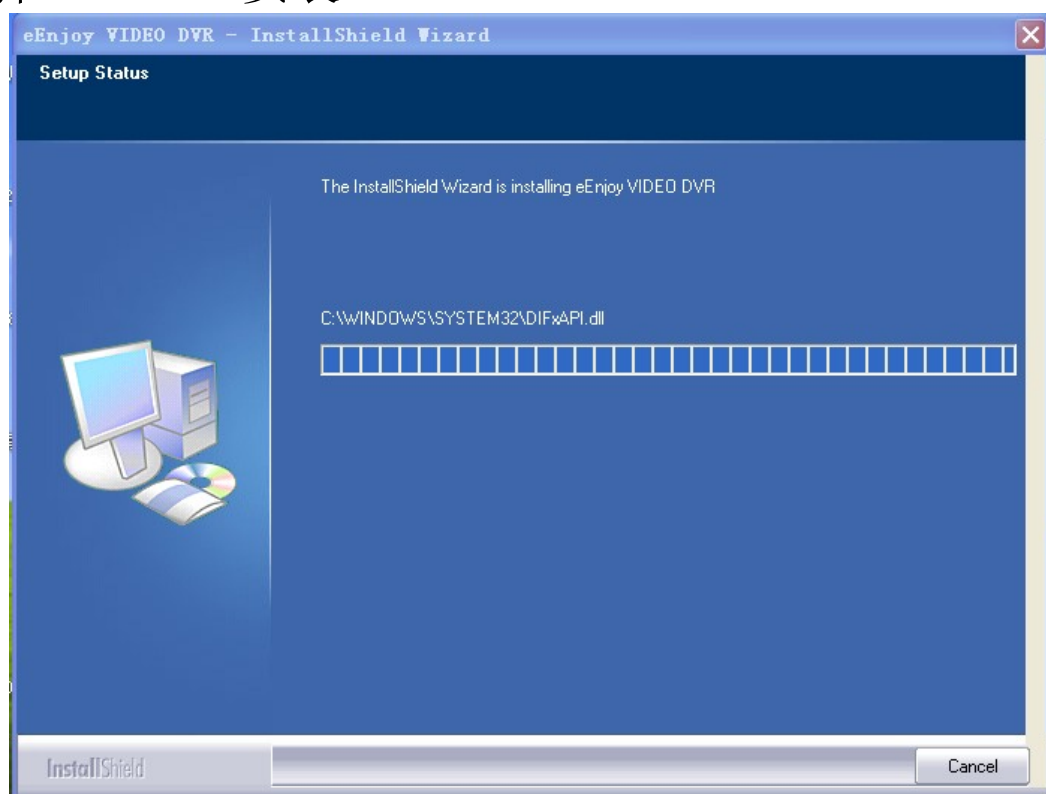 eEnjoy VIDEO DVR - InstallShield Wizard
Setup Status
The InstallShield Wizard is installing eEnjoy VIDEO DVR
C:\WINDOWS\SYSTEM32\DIFxAPI.dll
InstallShield
Cancel